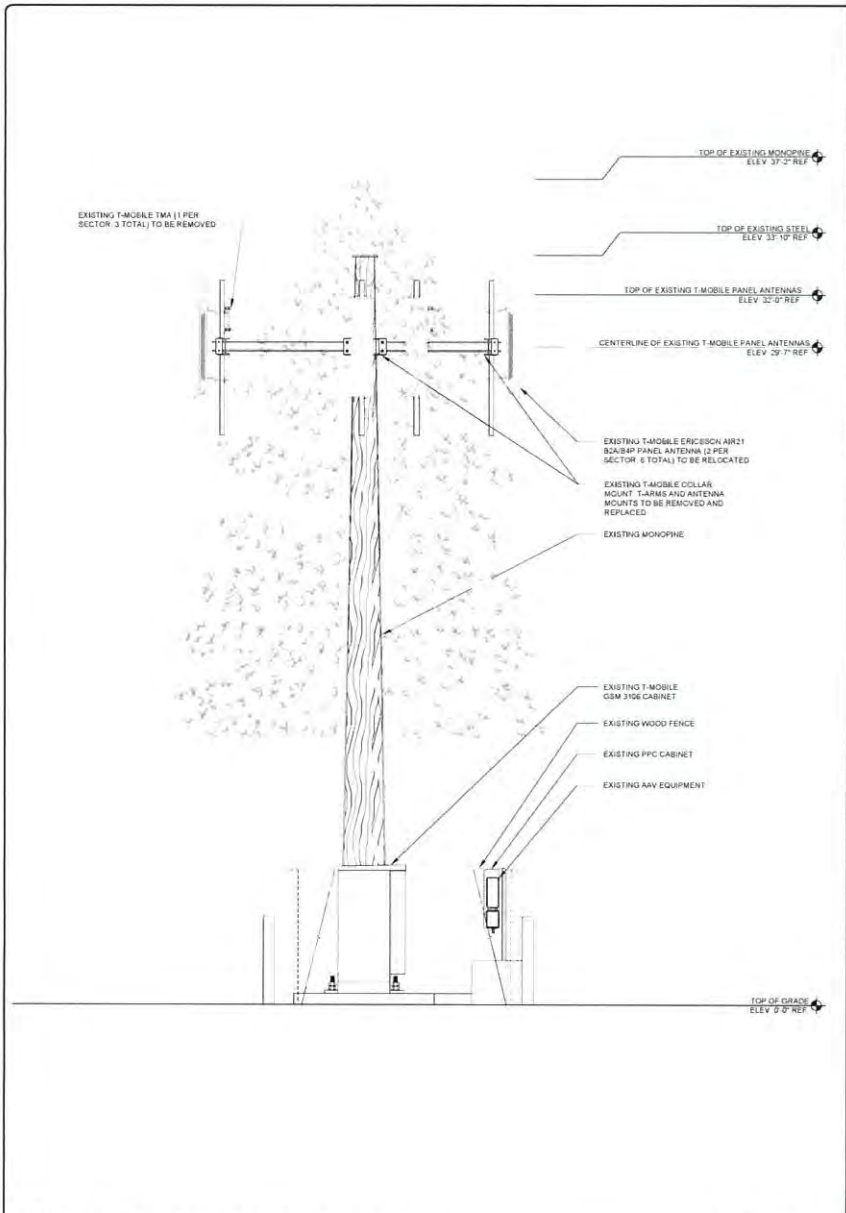 TOP OF EXISTING MONOPINE
ELEV 37'-2" REF
EXISTING T-MOBILE TMA (1 PER
SECTOR 3 TOTAL) TO BE REMOVED
TOP OF EXISTING STEEL
ELEV 33'-10" REF
TOP OF EXISTING T-MOBILE PANEL ANTENNAS
ELEV 32'-0" REF
CENTERLINE OF EXISTING T-MOBILE PANEL ANTENNAS
ELEV 29'-7" REF
EXISTING T-MOBILE ERICSSON AIR21
B2A/B4P PANEL ANTENNA (2 PER
SECTOR 6 TOTAL) TO BE RELOCATED
EXISTING T-MOBILE COLLAR
MOUNT T-ARMS AND ANTENNA
MOUNTS TO BE REMOVED AND
REPLACED
EXISTING MONOPINE
EXISTING T-MOBILE
GSM 3106 CABINET
EXISTING WOOD FENCE
EXISTING PPC CABINET
EXISTING AAV EQUIPMENT
TOP OF GRADE
ELEV 0'-0" REF